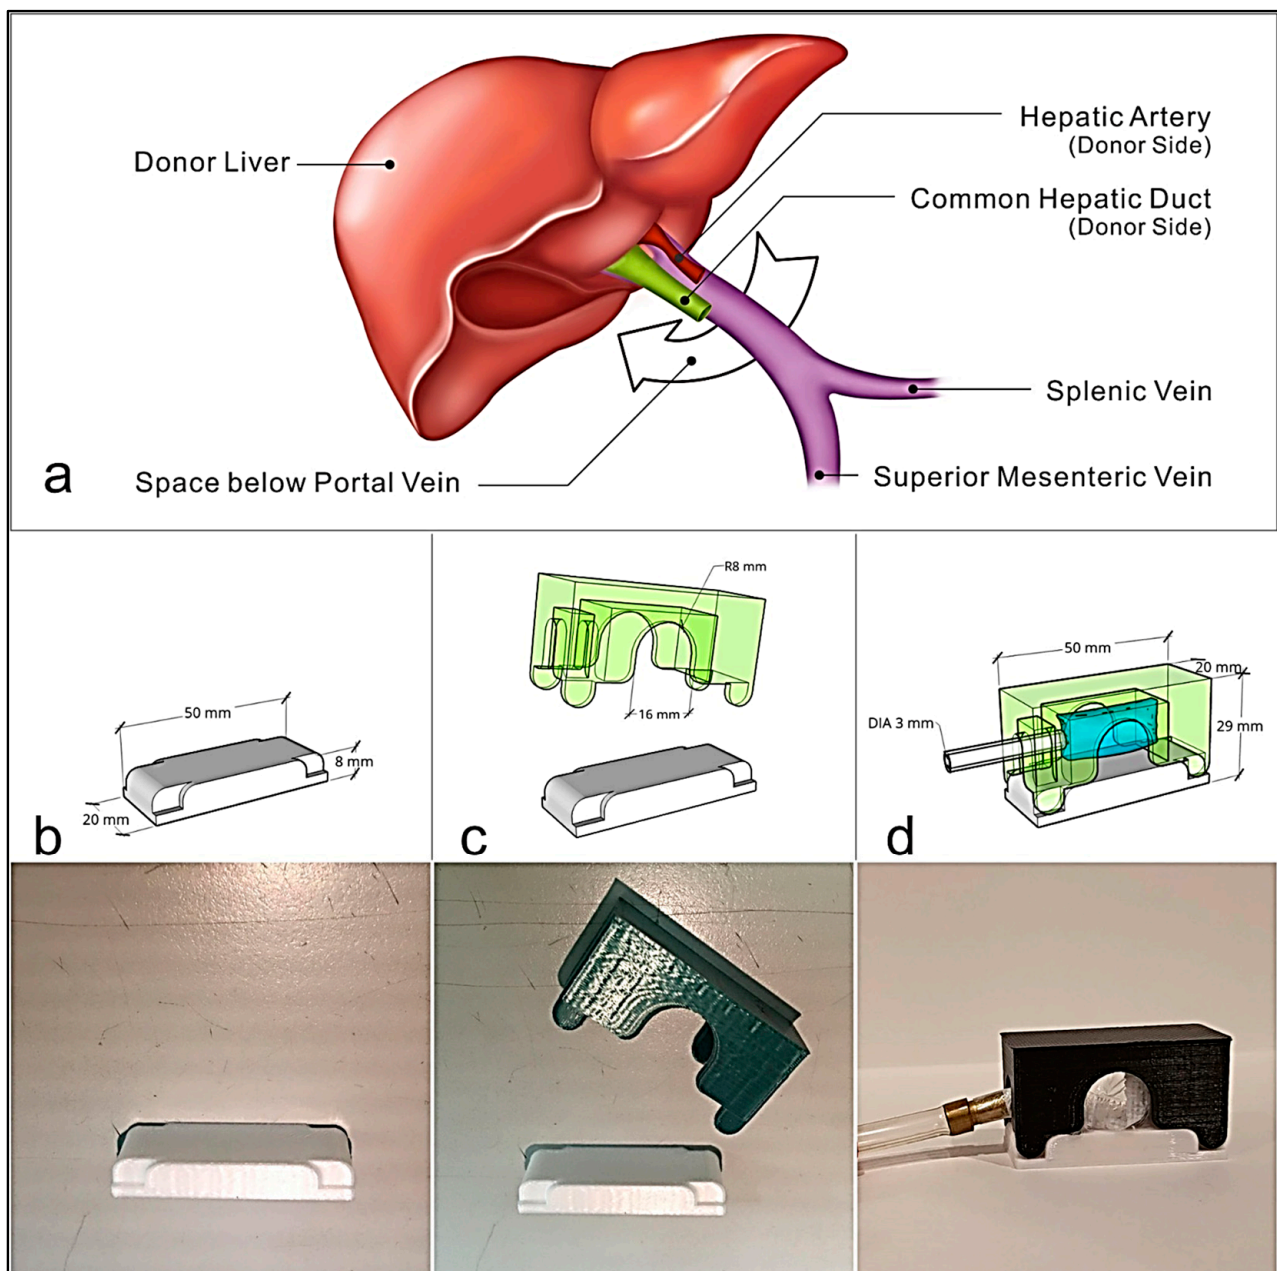 Donor Liver
Hepatic Artery
(Donor Side)
Common Hepatic Duct
(Donor Side)
Splenic Vein
Superior Mesenteric Vein
Space below Portal Vein
a
50 mm
8 mm
20 mm
b
R8 mm
16 mm
c
50 mm
20 mm
DIA 3 mm
29 mm
d